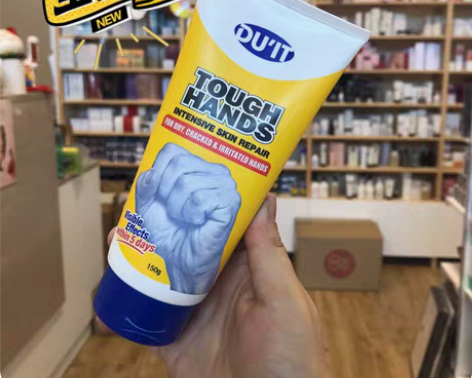 NEW
DU'IT
TOUGH
HANDS
INTENSIVE SKIN REPAIR
FOR DRY, CRACKED & IRRITATED HANDS
Visible
Effects
within 5 days
150g